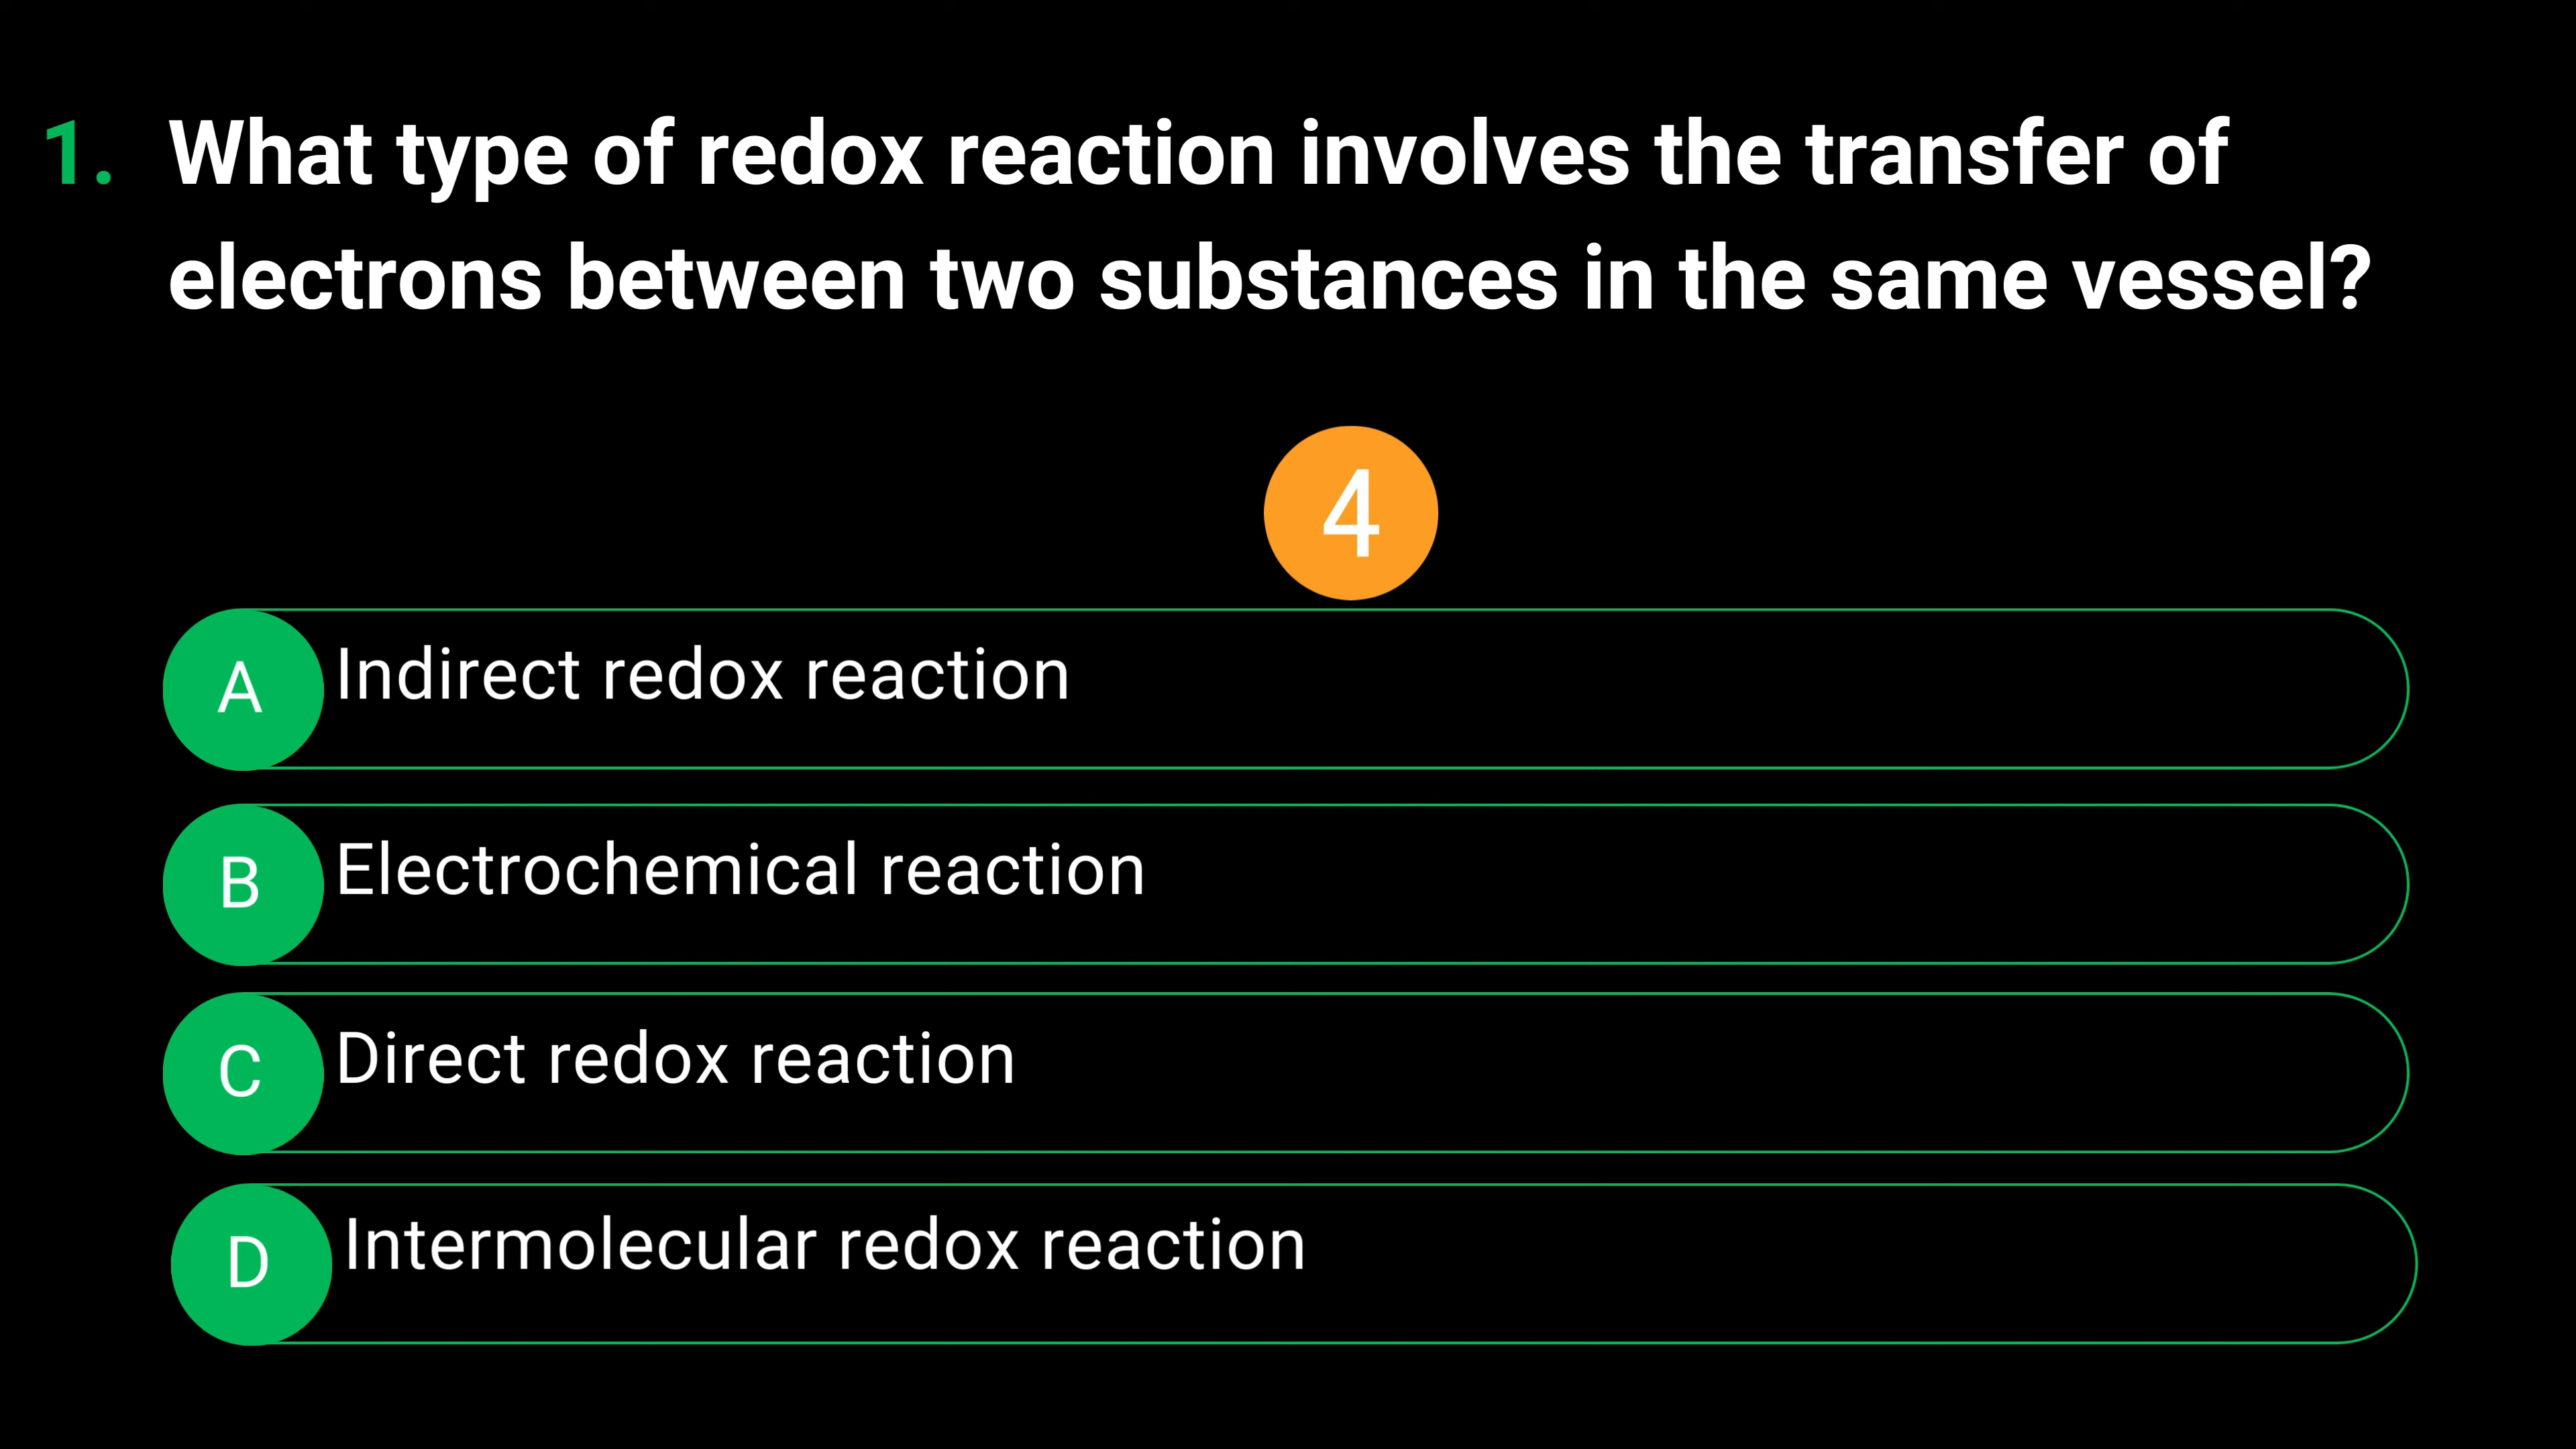 1. What type of redox reaction involves the transfer of
electrons between two substances in the same vessel?
4
A Indirect redox reaction
B Electrochemical reaction
C Direct redox reaction
D Intermolecular redox reaction